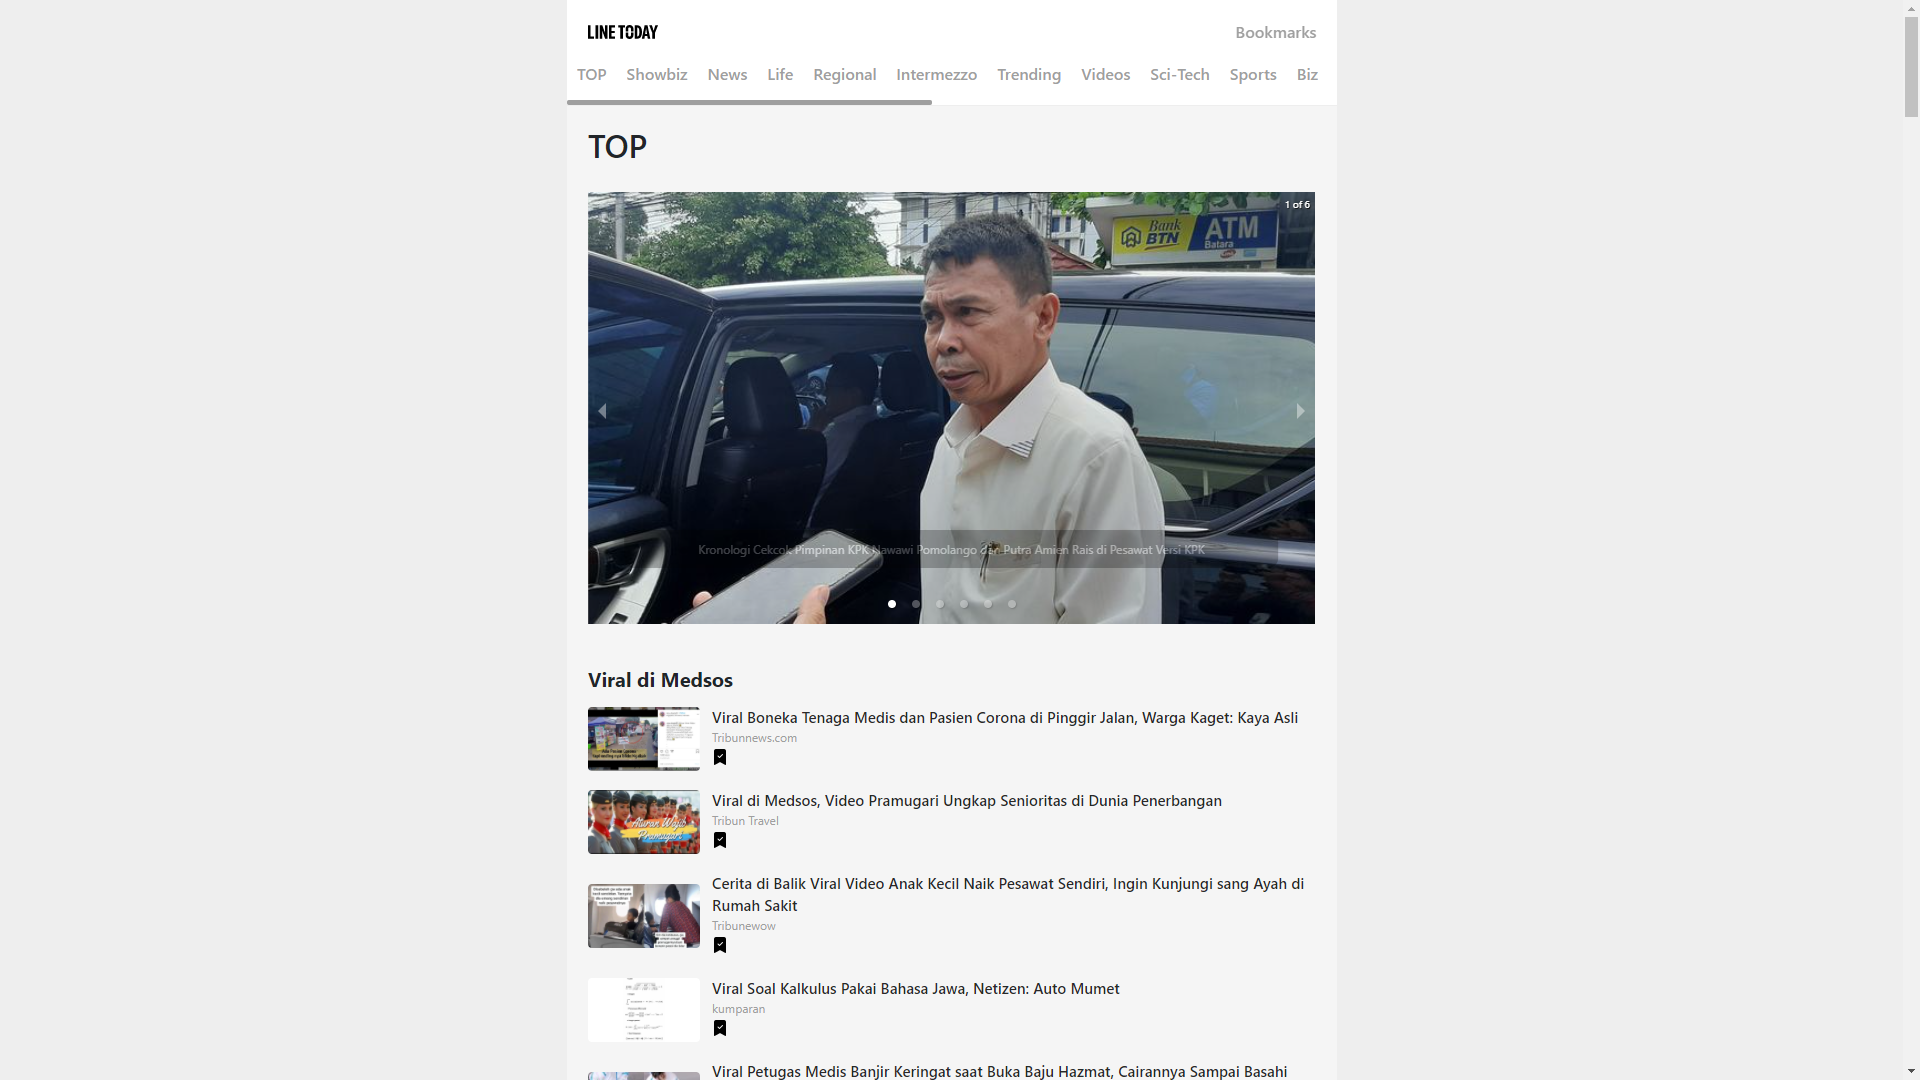 LINE TODAY
Bookmarks
TOP Showbiz News Life Regional Intermezzo Trending Videos Sci-Tech Sports Biz
TOP
1 of 6
Bank
BTN
ATM
Batara
Kronologi Cekcok Pimpinan KPK Nawawi Pomolango dan Putra Amien Rais di Pesawat Versi KPK
Viral di Medsos
Viral Boneka Tenaga Medis dan Pasien Corona di Pinggir Jalan, Warga Kaget: Kaya Asli
Tribunnews.com
Viral di Medsos, Video Pramugari Ungkap Senioritas di Dunia Penerbangan
Tribun Travel
Aturan Wajib
Pramugari
Cerita di Balik Viral Video Anak Kecil Naik Pesawat Sendiri, Ingin Kunjungi sang Ayah di
Rumah Sakit
Tribunewow
Viral Soal Kalkulus Pakai Bahasa Jawa, Netizen: Auto Mumet
kumparan
Viral Petugas Medis Banjir Keringat saat Buka Baju Hazmat, Cairannya Sampai Basahi